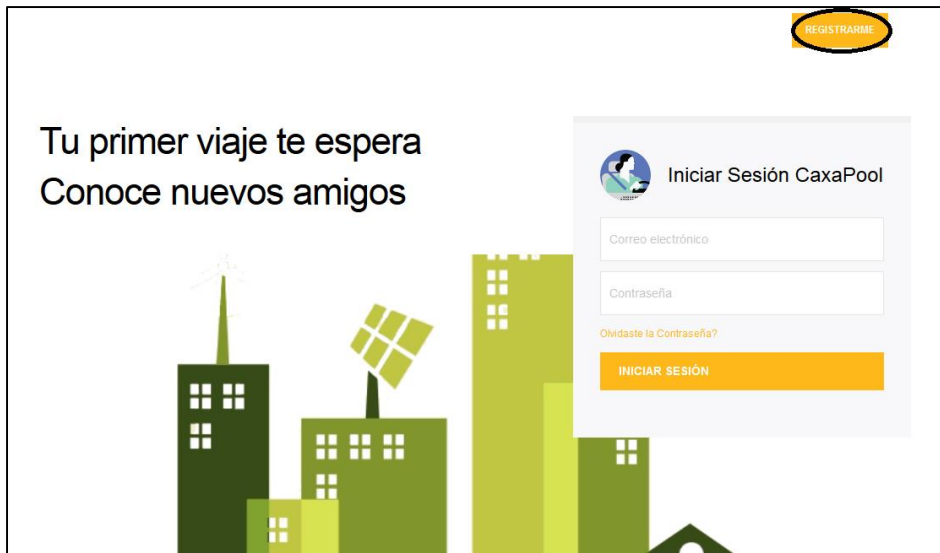 REGISTRARME
Tu primer viaje te espera
Conoce nuevos amigos
Iniciar Sesión CaxaPool
Correo electrónico
Contraseña
Olvidaste la Contraseña?
INICIAR SESIÓN